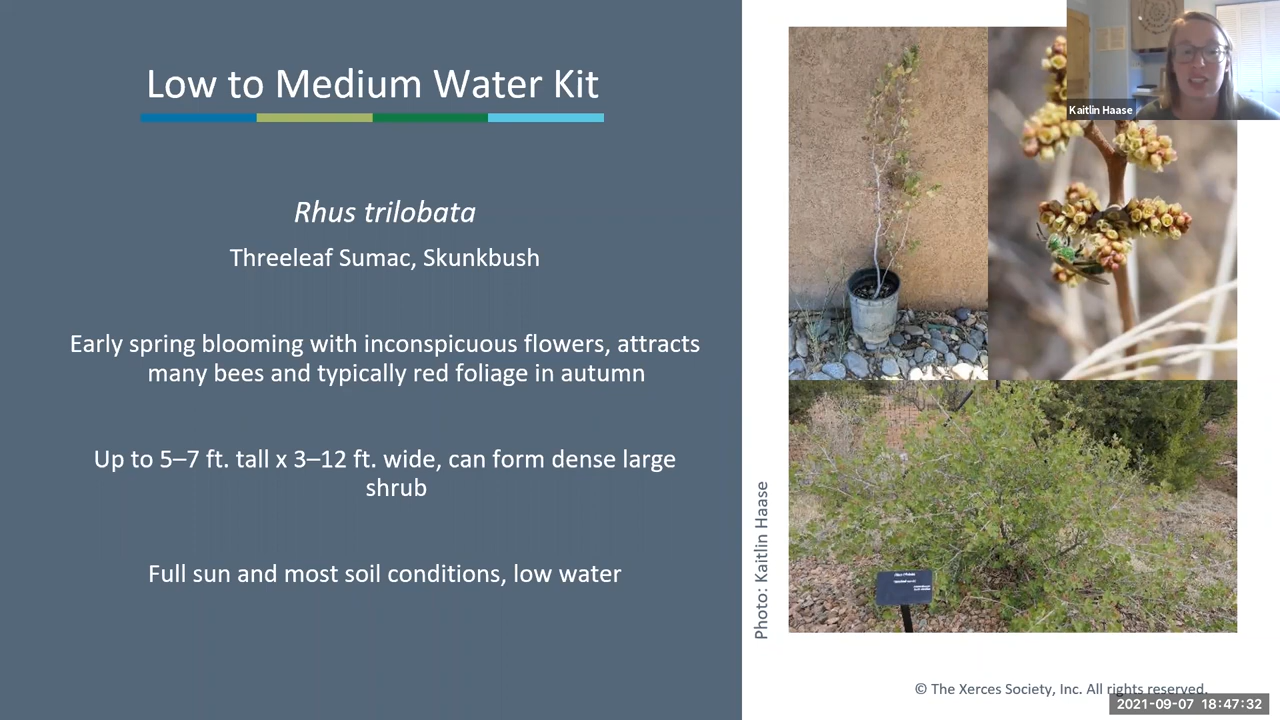 Low to Medium Water Kit
Rhus trilobata
Threeleaf Sumac, Skunkbush
Early spring blooming with inconspicuous flowers, attracts
many bees and typically red foliage in autumn
Up to 5–7 ft. tall x 3–12 ft. wide, can form dense large
shrub
Full sun and most soil conditions, low water
Photo: Kaitlin Haase
Kaitlin Haase
© The Xerces Society, Inc. All rights reserved.
2021-09-07 18:47:32